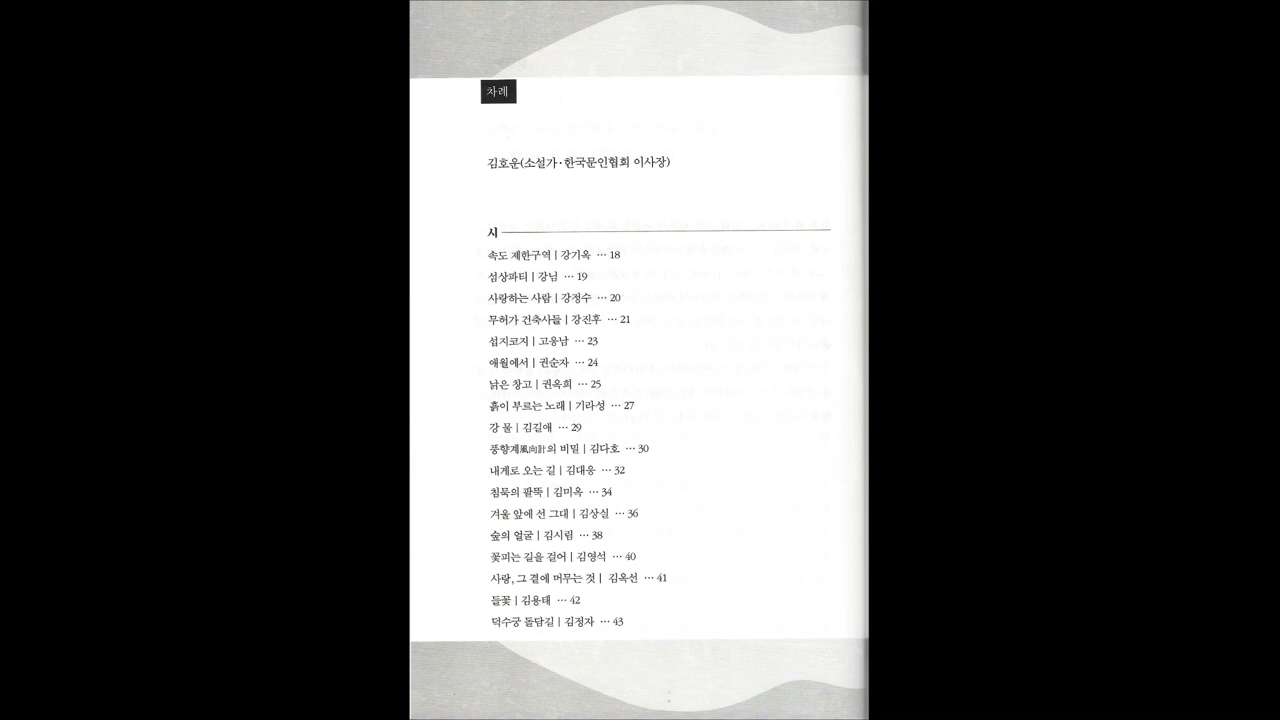 차례
김호운(소설가·한국문인협회 이사장)
시
속도 제한구역 | 강기옥 … 18
섬상파티 | 강님 … 19
사랑하는 사람 | 강정수 … 20
무허가 건축사들 | 강진후 … 21
섭지코지 | 고응남 … 23
애월에서 | 권순자 … 24
낡은 창고 | 권옥희 … 25
흙이 부르는 노래 | 기라성 … 27
강 물 | 김길애 … 29
풍향계風向計의 비밀 | 김다호 … 30
내게로 오는 길 | 김대응 … 32
침묵의 팔뚝 | 김미옥 … 34
겨울 앞에 선 그대 | 김상실 … 36
숲의 얼굴 | 김시림 … 38
꽃피는 길을 걸어 | 김영석 … 40
사랑, 그 곁에 머무는 것 | 김옥선 … 41
들꽃 | 김용태 … 42
덕수궁 돌담길 | 김정자 … 43